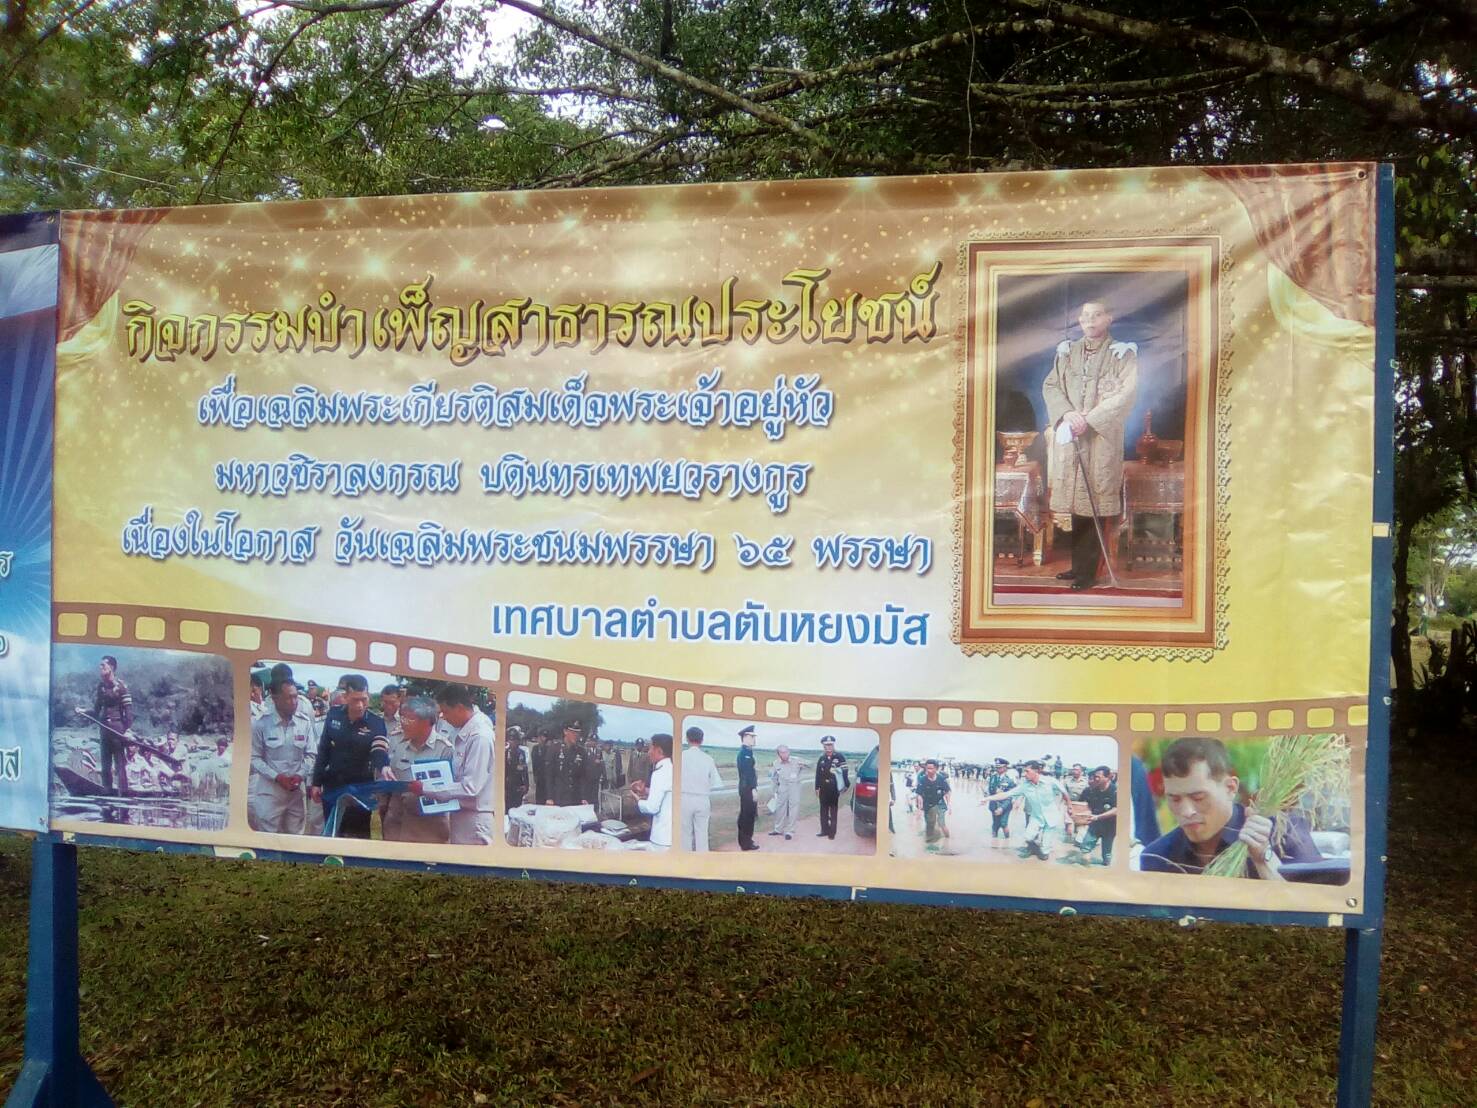 กิจกรรมบำเพ็ญสาธารณประโยชน์
เพื่อเฉลิมพระเกียรติสมเด็จพระเจ้าอยู่หัว
มหาวชิราลงกรณ บดินทรเทพยวรางกูร
เนื่องในโอกาส วันเฉลิมพระชนมพรรษา ๖๕ พรรษา
เทศบาลตำบลตันหยงมัส